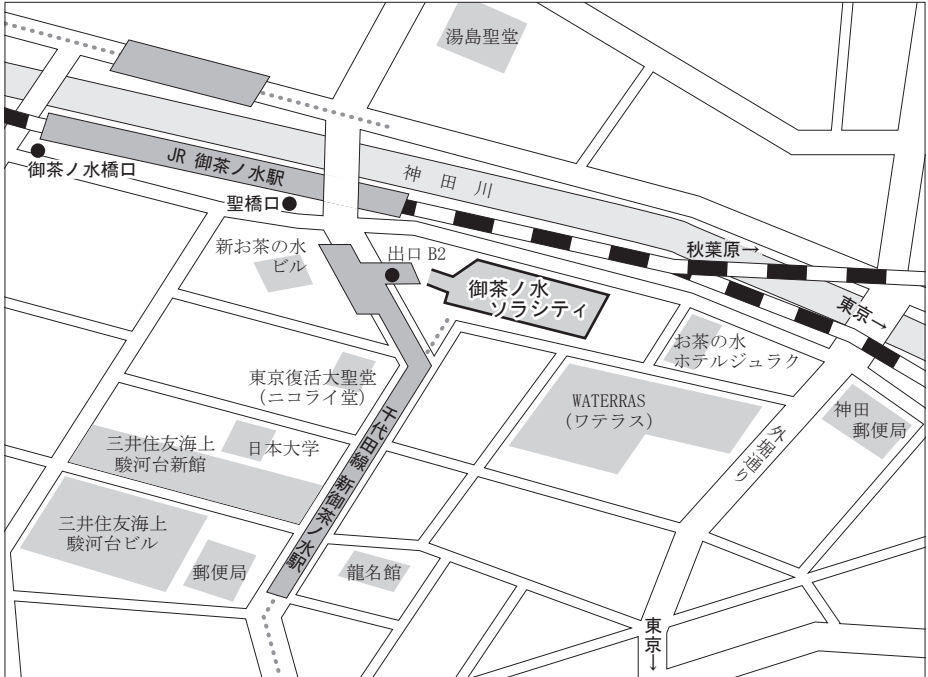 湯島聖堂
JR 御茶ノ水駅
神田川
御茶ノ水橋口
聖橋口
秋葉原→
新お茶の水
ビル
出口 B2
御茶ノ水
ソラシティ
東京→
お茶の水
ホテルジュラク
東京復活大聖堂
(ニコライ堂)
WATERRAS
(ワテラス)
神田
郵便局
外堀通り
千代田線 新御茶ノ水駅
三井住友海上
駿河台新館
日本大学
三井住友海上
駿河台ビル
郵便局
龍名館
東京→